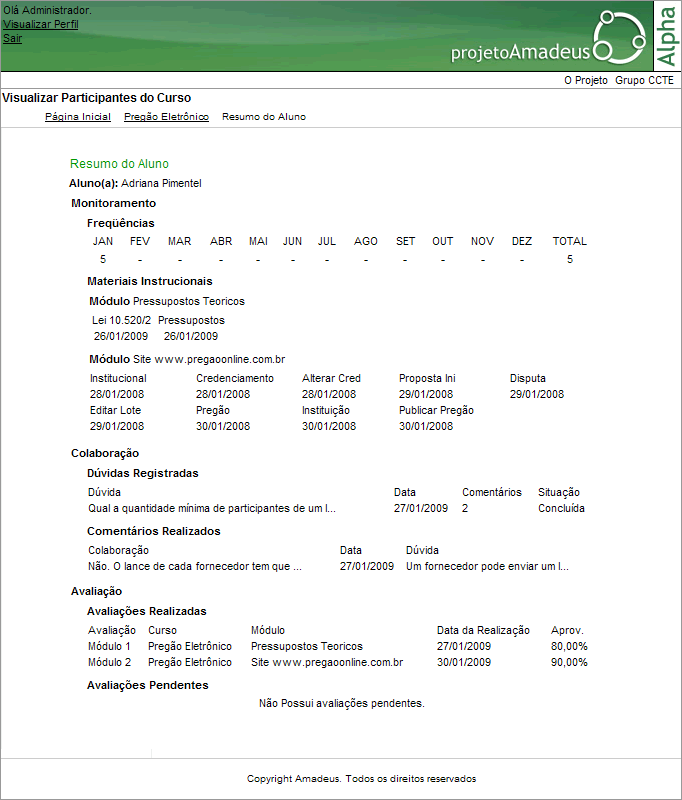 Olá Administrador.
Visualizar Perfil
Sair
projetoAmadeus
Alpha
O Projeto Grupo CCTE
Visualizar Participantes do Curso
Página Inicial Pregão Eletrônico Resumo do Aluno
Resumo do Aluno
Aluno(a): Adriana Pimentel
Monitoramento
Freqüências
JAN FEV MAR ABR MAI JUN JUL AGO SET OUT NOV DEZ TOTAL
5 - - - - - - - - - - - 5
Materiais Instrucionais
Módulo Pressupostos Teoricos
Lei 10.520/2 Pressupostos
26/01/2009 26/01/2009
Módulo Site www.pregaoonline.com.br
Institucional Credenciamento Alterar Cred Proposta Ini Disputa
28/01/2008 28/01/2008 28/01/2008 29/01/2008 29/01/2008
Editar Lote Pregão Instituição Publicar Pregão
29/01/2008 30/01/2008 30/01/2008 30/01/2008
Colaboração
Dúvidas Registradas
Dúvida Data Comentários Situação
Qual a quantidade mínima de participantes de um l... 27/01/2009 2 Concluída
Comentários Realizados
Colaboração Data Dúvida
Não. O lance de cada fornecedor tem que ... 27/01/2009 Um fornecedor pode enviar um l...
Avaliação
Avaliações Realizadas
Avaliação Curso Módulo Data da Realização Aprov.
Módulo 1 Pregão Eletrônico Pressupostos Teoricos 27/01/2009 80,00%
Módulo 2 Pregão Eletrônico Site www.pregaoonline.com.br 30/01/2009 90,00%
Avaliações Pendentes
Não Possui avaliações pendentes.
Copyright Amadeus. Todos os direitos reservados